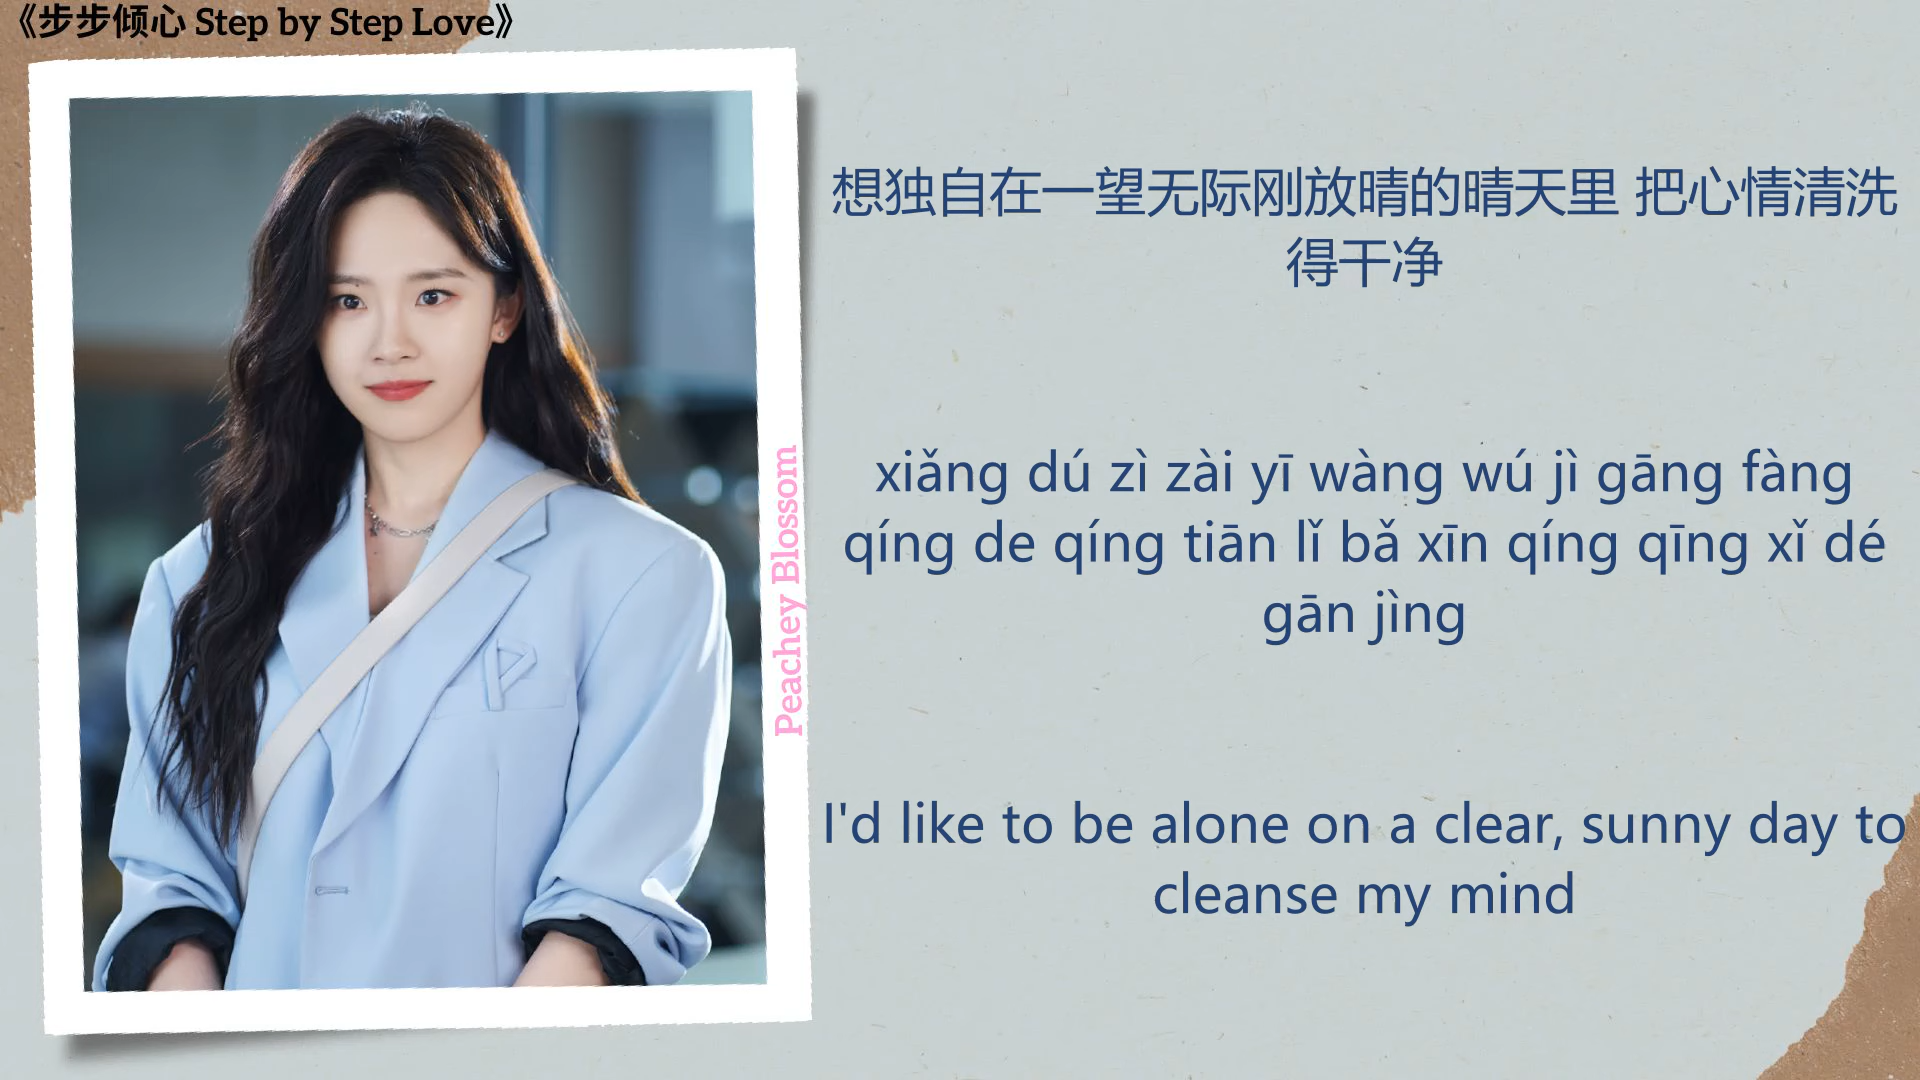 《步步倾心 Step by Step Love》
想独自在一望无际刚放晴的晴天里 把心情清洗
得干净
xiǎng dú zì zài yī wàng wú jì gāng fàng
qíng de qíng tiān lǐ bǎ xīn qíng qīng xǐ dé
gān jìng
I'd like to be alone on a clear, sunny day to
cleanse my mind
Peachey Blossom